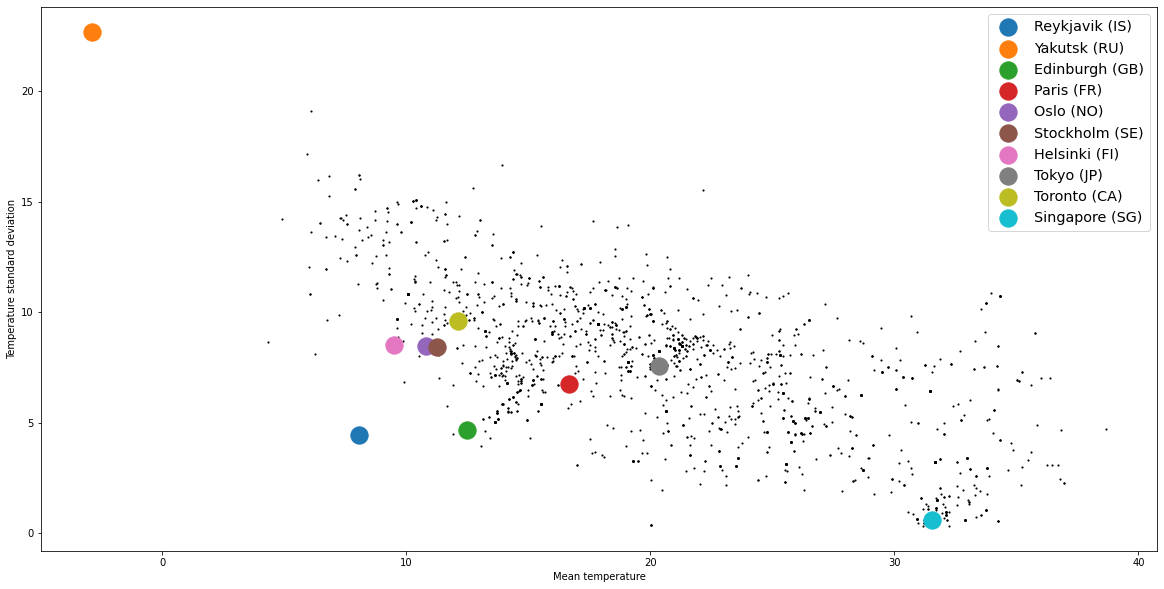 Reykjavik (IS)
Yakutsk (RU)
Edinburgh (GB)
Paris (FR)
Oslo (NO)
Stockholm (SE)
Helsinki (FI)
Tokyo (JP)
Toronto (CA)
Singapore (SG)
Temperature standard deviation
20
15
10
5
0
0 10 20 30 40
Mean temperature